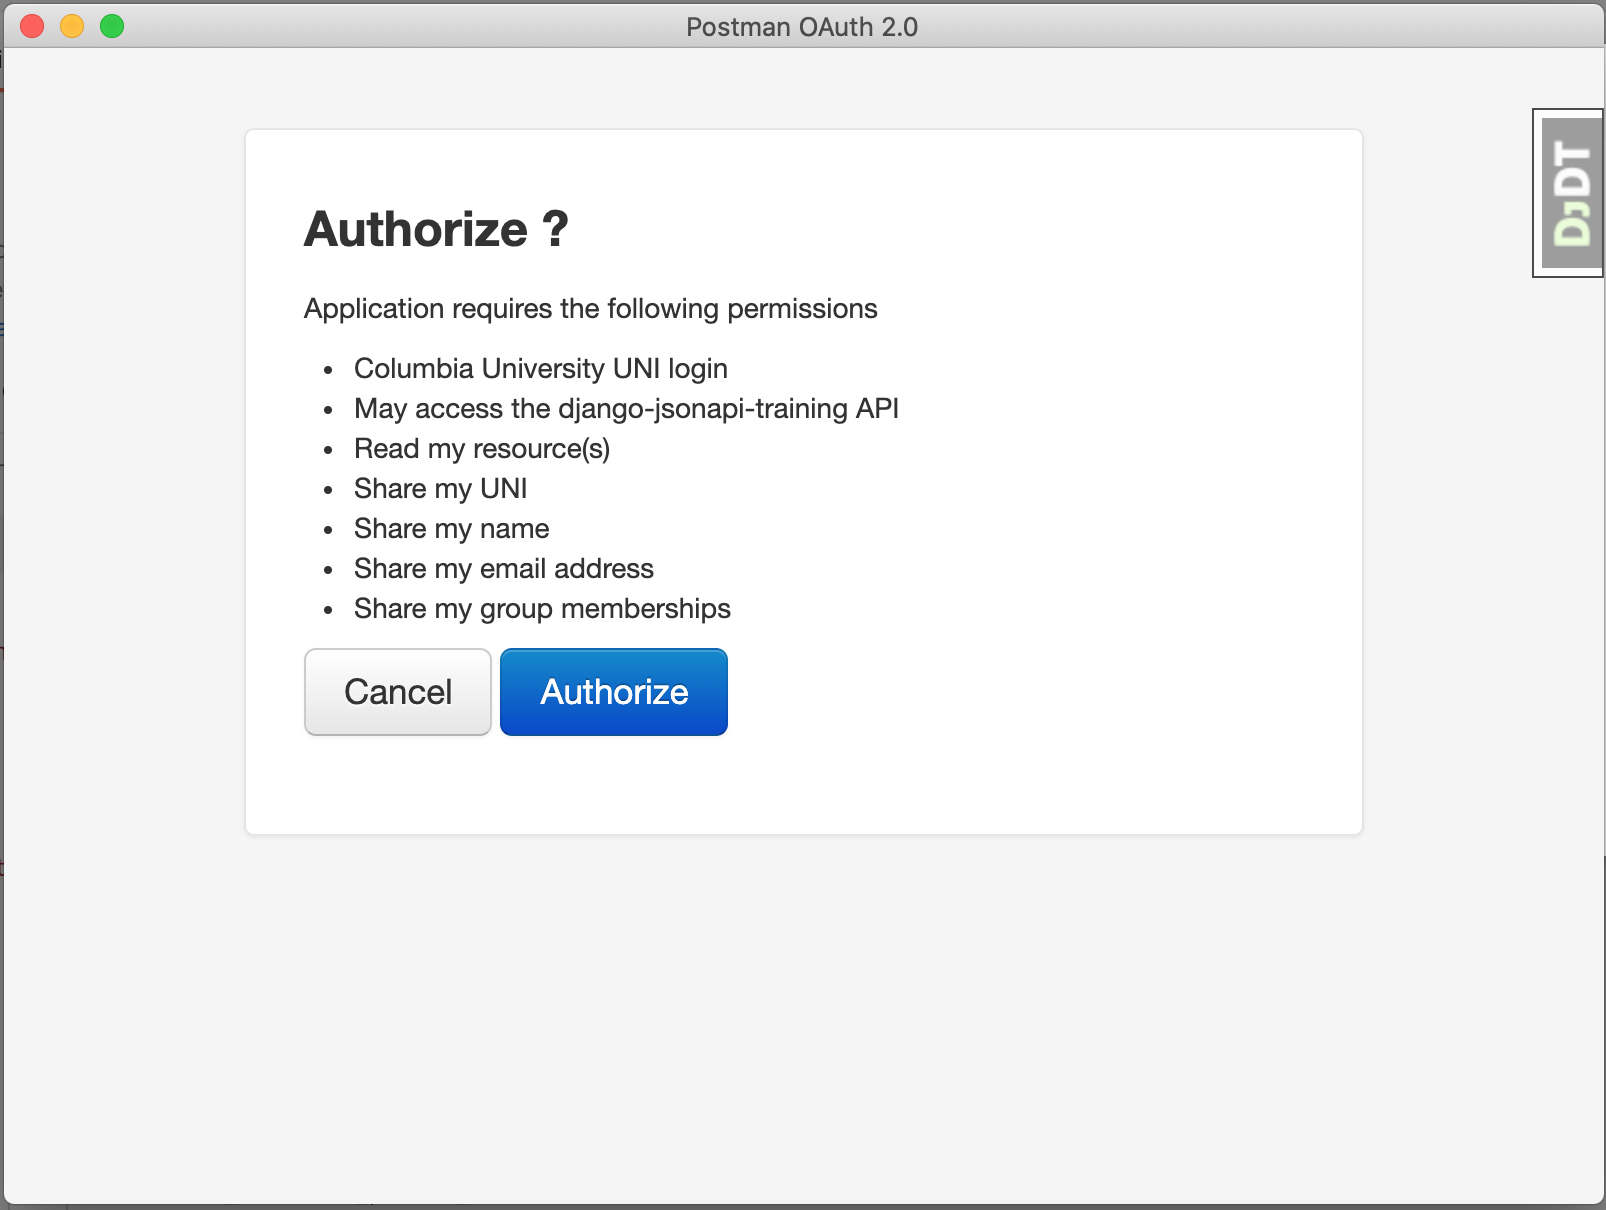 Postman OAuth 2.0
DjDT
Authorize ?
Application requires the following permissions
• Columbia University UNI login
• May access the django-jsonapi-training API
• Read my resource(s)
• Share my UNI
• Share my name
• Share my email address
• Share my group memberships
Cancel Authorize